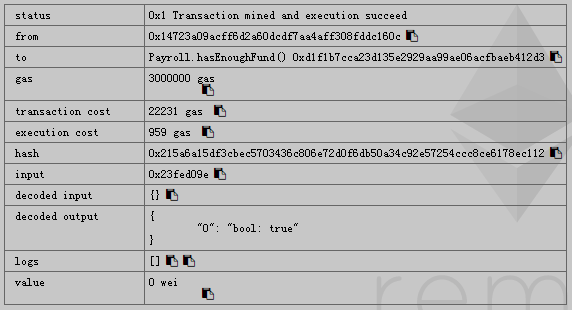 status 0x1 Transaction mined and execution succeed
from 0x14723a09acff6d2a60dcdf7aa4aff308fddc160c
to Payroll.hasEnoughFund() 0xd1f1b7cca23d135e2929aa99ae06acfbaeb412d3
gas 3000000 gas
transaction cost 22231 gas
execution cost 959 gas
hash 0x215a6a15df3cbec5703436c806e72d0f6db50a34c92e57254ccc8ce6178ec112
input 0x23fed09e
decoded input {}
decoded output {
"0": "bool: true"
}
logs []
value 0 wei
rem